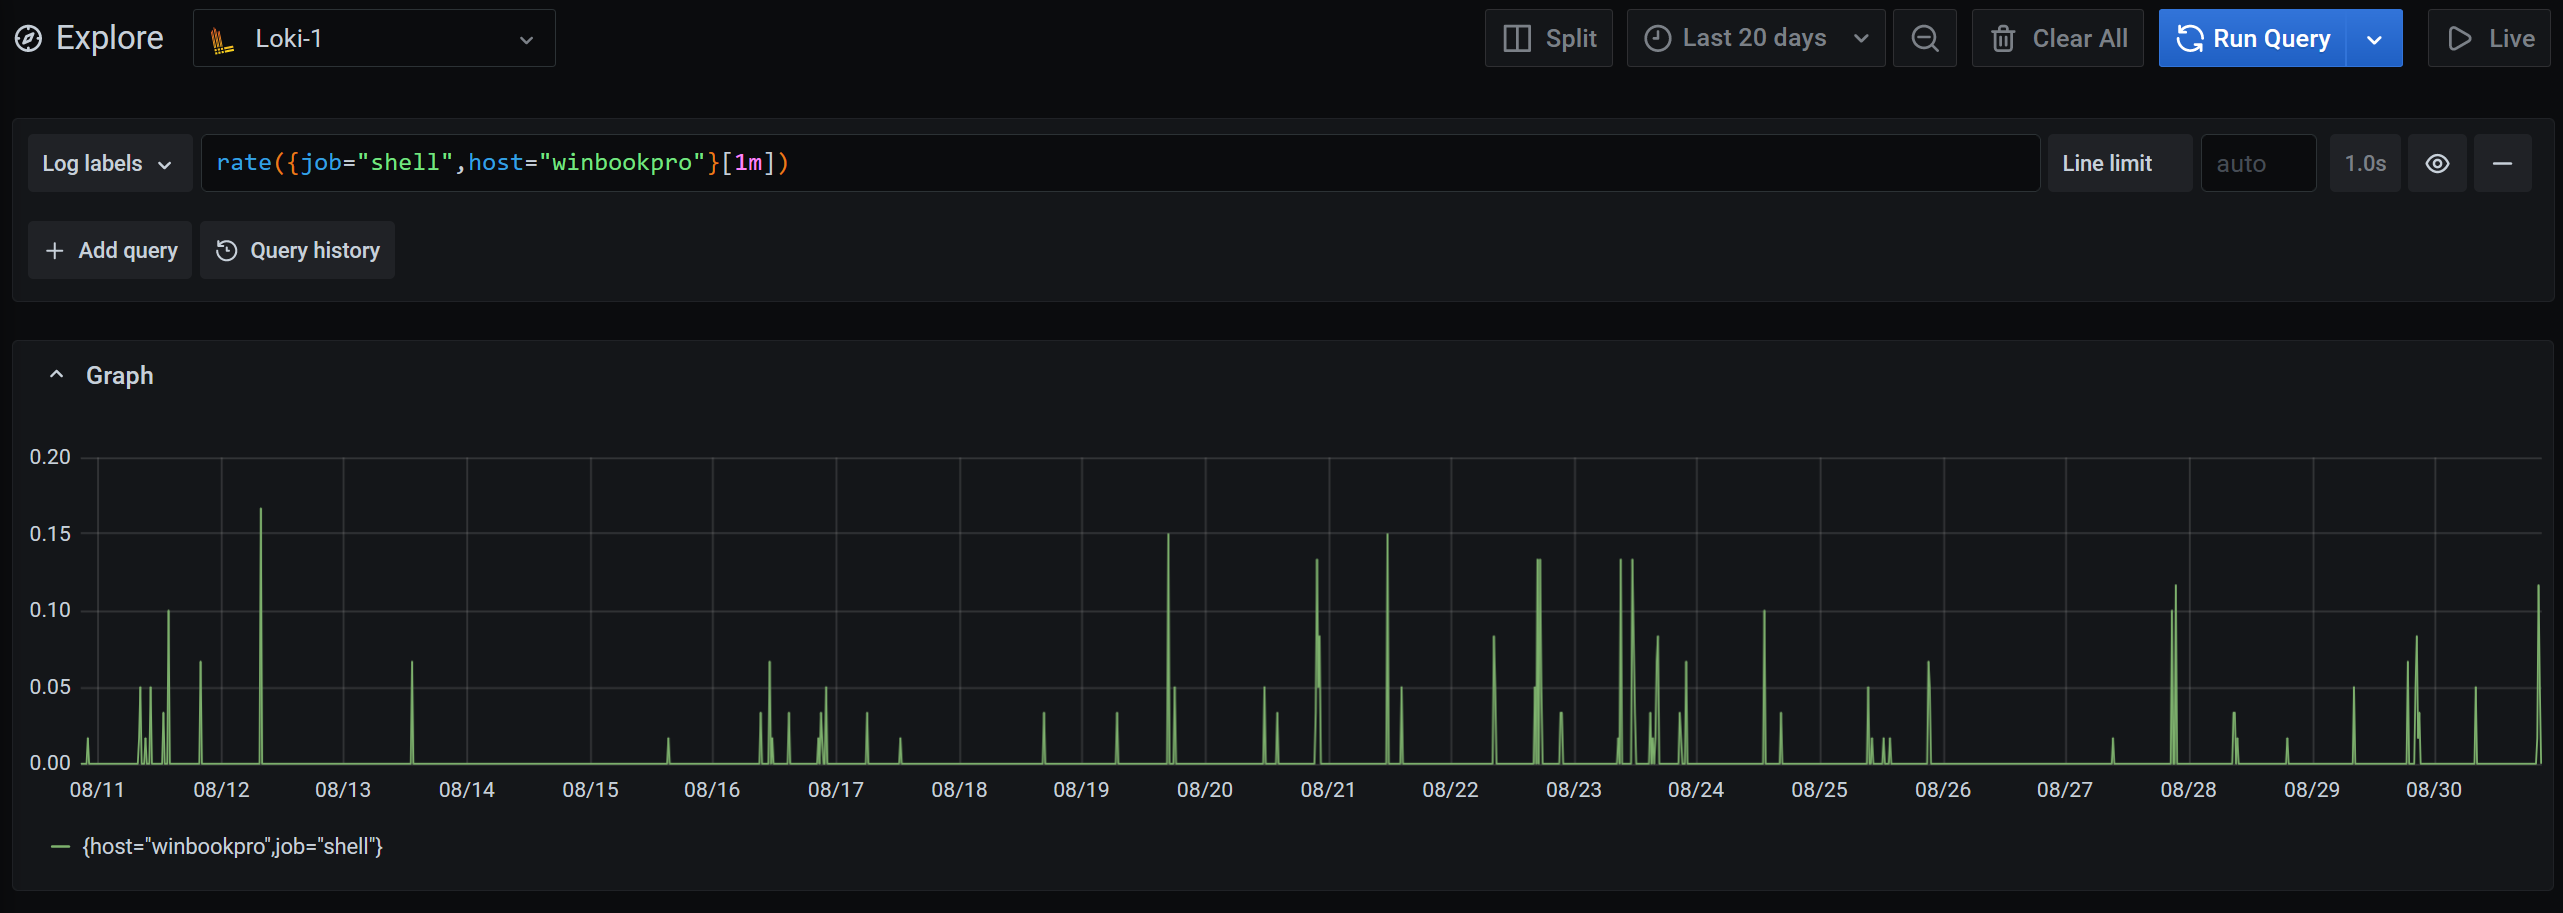 Explore Loki-1 Split Last 20 days Clear All Run Query Live
Log labels rate({job="shell",host="winbookpro"}[1m]) Line limit auto 1.0s
Add query Query history
Graph
0.20
0.15
0.10
0.05
0.00
08/11 08/12 08/13 08/14 08/15 08/16 08/17 08/18 08/19 08/20 08/21 08/22 08/23 08/24 08/25 08/26 08/27 08/28 08/29 08/30
{host="winbookpro",job="shell"}